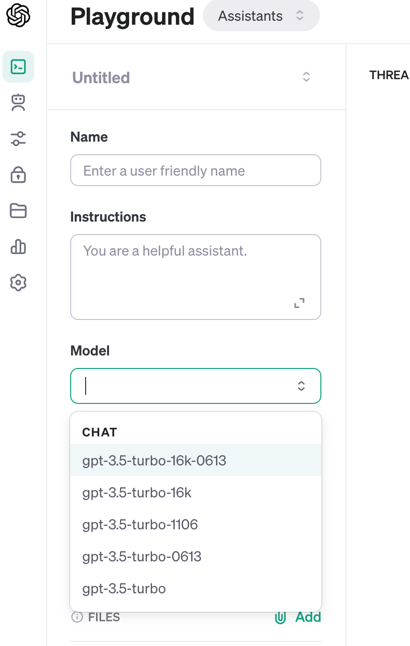 Playground
Assistants
Untitled
THREA
Name
Enter a user friendly name
Instructions
You are a helpful assistant.
Model
CHAT
gpt-3.5-turbo-16k-0613
gpt-3.5-turbo-16k
gpt-3.5-turbo-1106
gpt-3.5-turbo-0613
gpt-3.5-turbo
FILES
Add